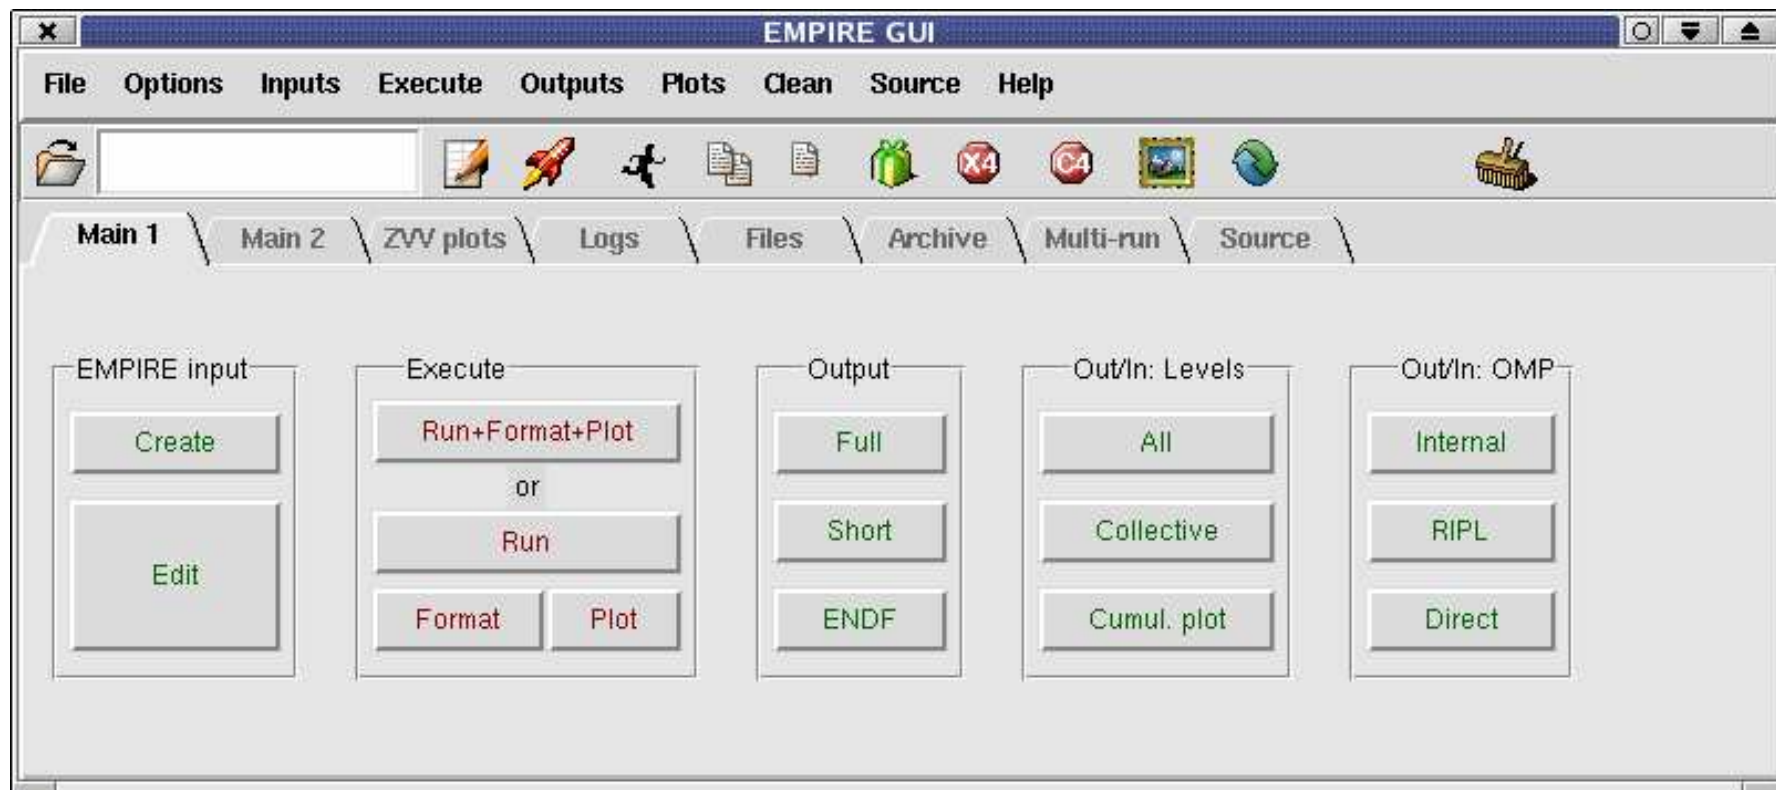 EMPIRE GUI
File Options Inputs Execute Outputs Plots Clean Source Help
X4 C4
Main 1 Main 2 ZVV plots Logs Files Archive Multi-run Source
EMPIRE input Execute Output Out/In: Levels Out/In: OMP
Create Run+Format+Plot Full All Internal
or
Run Short Collective RIPL
Edit
Format Plot ENDF Cumul. plot Direct